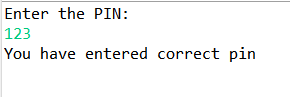 Enter the PIN:
123
You have entered correct pin